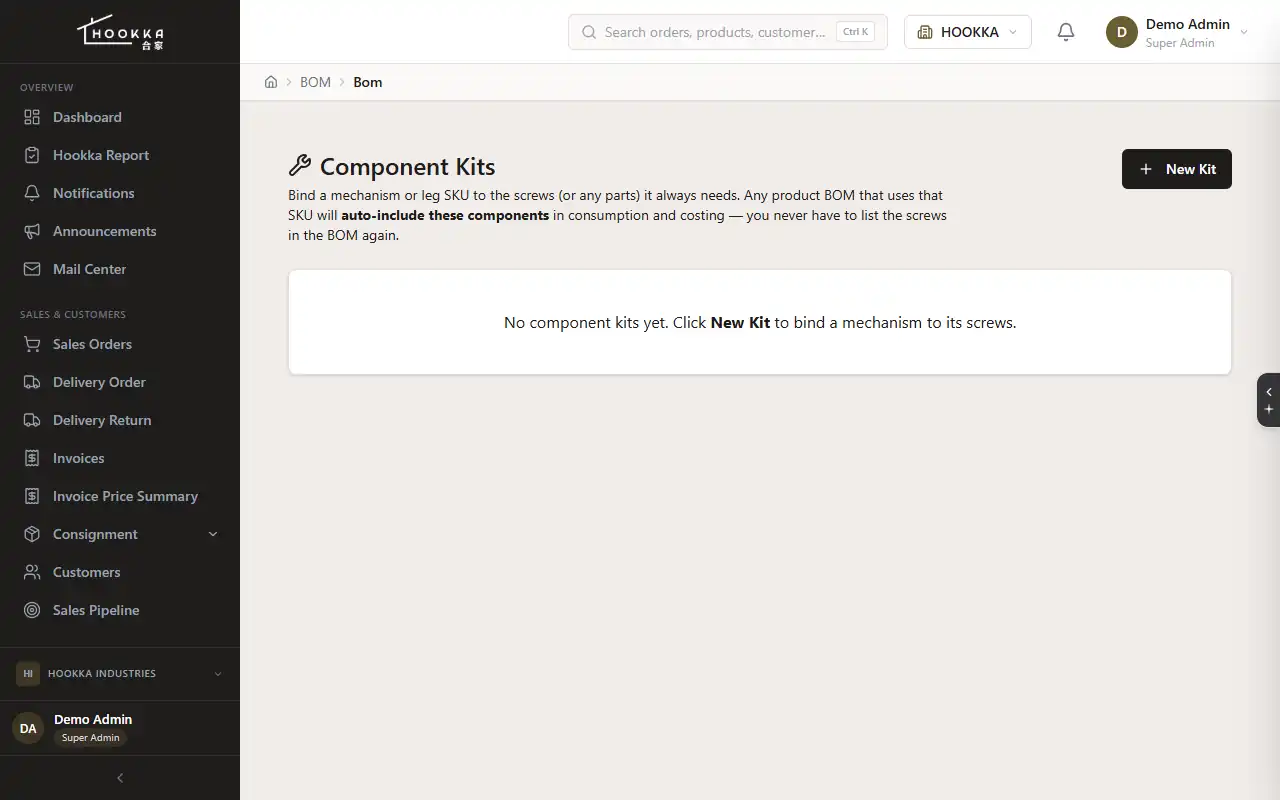 HOOKKA
合家
Search orders, products, customer...
Ctrl K
HOOKKA
D
Demo Admin
Super Admin
BOM
Bom
OVERVIEW
Dashboard
Hookka Report
Notifications
Announcements
Mail Center
SALES & CUSTOMERS
Sales Orders
Delivery Order
Delivery Return
Invoices
Invoice Price Summary
Consignment
Customers
Sales Pipeline
HI
HOOKKA INDUSTRIES
DA
Demo Admin
Super Admin
Component Kits
New Kit
Bind a mechanism or leg SKU to the screws (or any parts) it always needs. Any product BOM that uses that
SKU will auto-include these components in consumption and costing — you never have to list the screws
in the BOM again.
No component kits yet. Click New Kit to bind a mechanism to its screws.